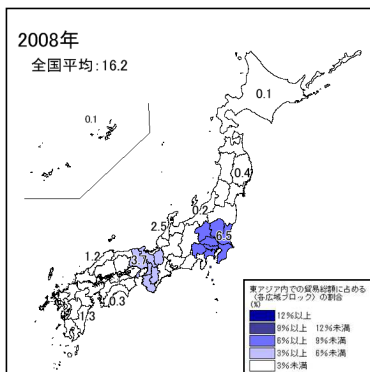 2008年
全国平均:16.2
0.1
0.1
0.4
0.2
2.5
6.5
1.2
3.7
0.3
1.3
東アジア内での貿易総額に占める
(各広域ブロック)の割合
(%)
12%以上
9%以上 12%未満
6%以上 9%未満
3%以上 6%未満
3%未満